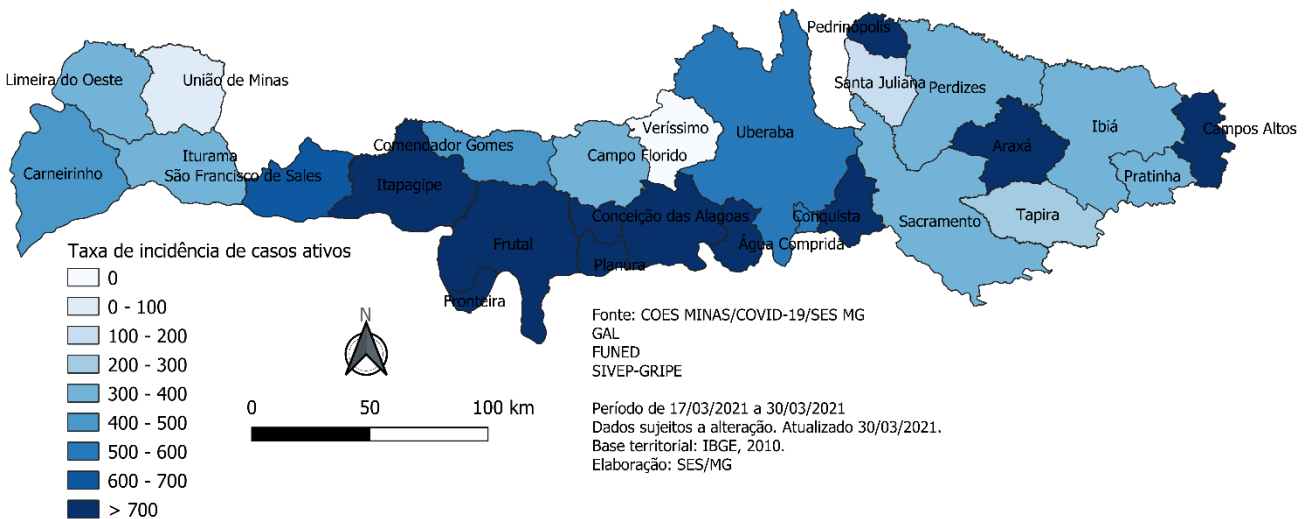 Pedrinópolis
Limeira do Oeste
União de Minas
Santa Juliana
Perdizes
Veríssimo
Uberaba
Ibiá
Campos Altos
Comendador Gomes
Araxá
Iturama
Campo Florido
Carneirinho
São Francisco de Sales
Pratinha
Itapagipe
Conceição das Alagoas
Conquista
Sacramento
Tapira
Frutal
Água Comprida
Planura
Fronteira
Taxa de incidência de casos ativos
0
0 - 100
100 - 200
200 - 300
300 - 400
400 - 500
500 - 600
600 - 700
> 700
N
0 50 100 km
Fonte: COES MINAS/COVID-19/SES MG
GAL
FUNED
SIVEP-GRIPE
Período de 17/03/2021 a 30/03/2021
Dados sujeitos a alteração. Atualizado 30/03/2021.
Base territorial: IBGE, 2010.
Elaboração: SES/MG